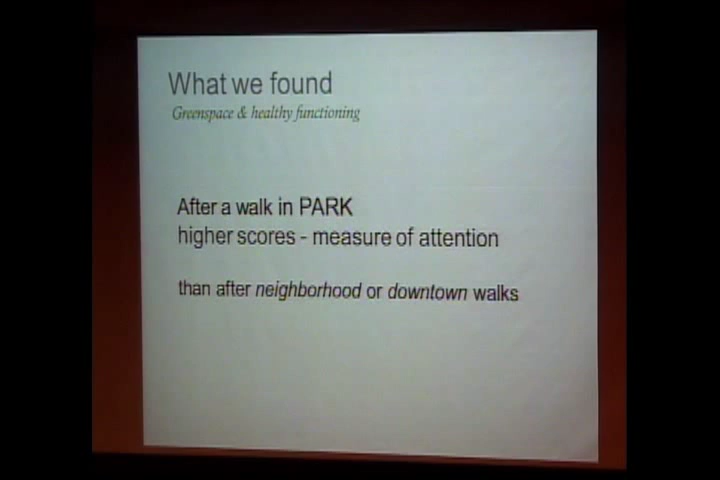 What we found
Greenspace & healthy functioning
After a walk in PARK
higher scores - measure of attention
than after neighborhood or downtown walks